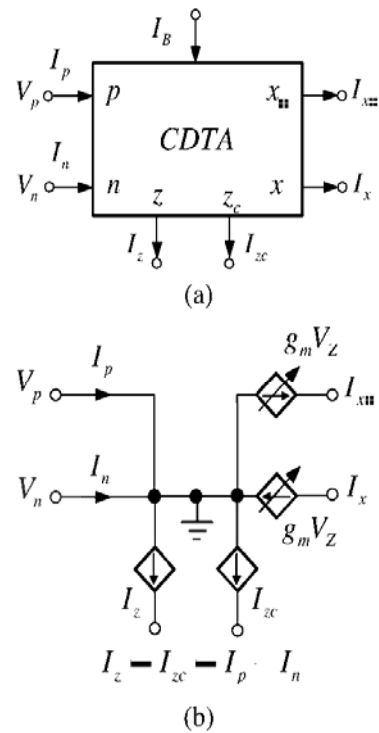 I_B
I_p
V_p p x I_x
CDTA
I_n
V_n n x I_x
z z_c
I_z I_zc
(a)
g_m V_Z
I_p
V_p I_x
I_n
V_n I_x
g_m V_Z
I_z I_zc
I_z = I_zc = I_p I_n
(b)